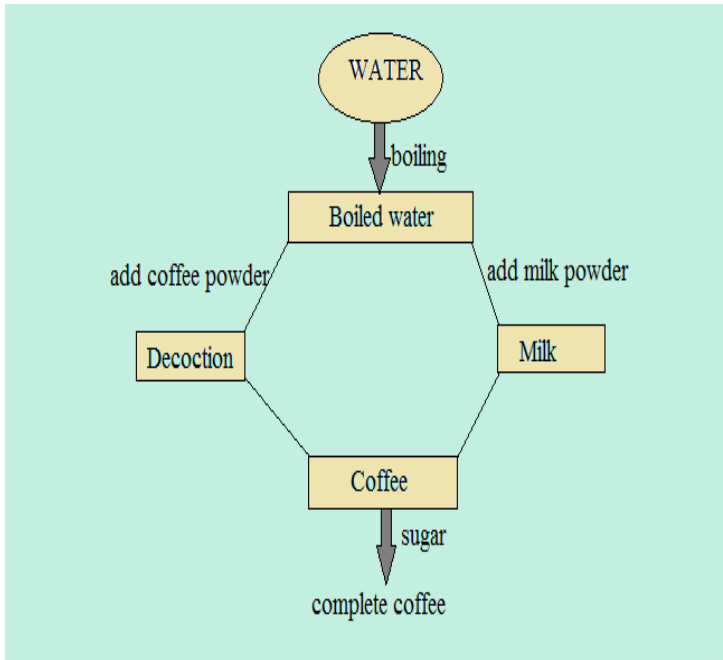 WATER
boiling
Boiled water
add coffee powder
add milk powder
Decoction
Milk
Coffee
sugar
complete coffee